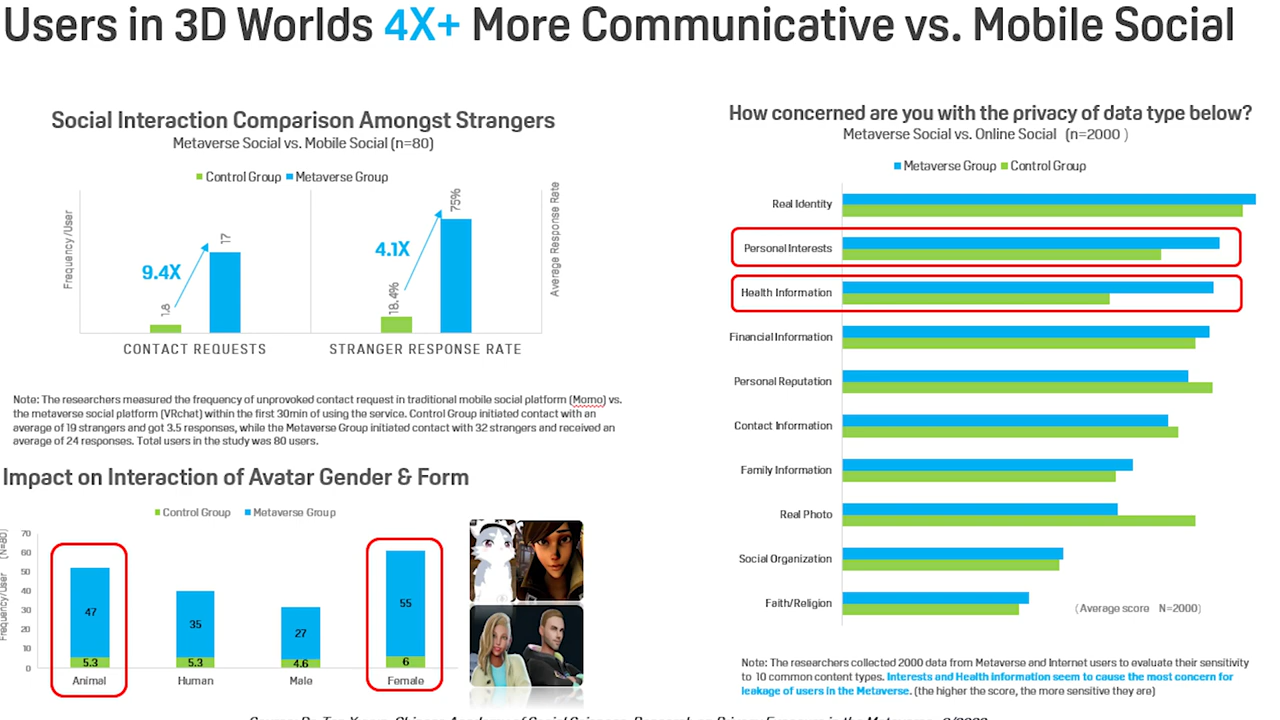 Users in 3D Worlds 4X+ More Communicative vs. Mobile Social
Social Interaction Comparison Amongst Strangers
Metaverse Social vs. Mobile Social (n=80)
Control Group Metaverse Group
Frequency/User
1.8
9.4X
17
18.4%
4.1X
75%
Average Response Rate
CONTACT REQUESTS
STRANGER RESPONSE RATE
Note: The researchers measured the frequency of unprovoked contact request in traditional mobile social platform (Momo) vs.
the metaverse social platform (VRchat) within the first 30min of using the service. Control Group initiated contact with an
average of 19 strangers and got 3.5 responses, while the Metaverse Group initiated contact with 32 strangers and received an
average of 24 responses. Total users in the study was 80 users.
Impact on Interaction of Avatar Gender & Form
Control Group Metaverse Group
Frequency/User (N=80)
70
60
50
40
30
20
10
0
47
5.3
Animal
35
5.3
Human
27
4.6
Male
55
6
Female
How concerned are you with the privacy of data type below?
Metaverse Social vs. Online Social (n=2000 )
Metaverse Group Control Group
Real Identity
Personal Interests
Health Information
Financial Information
Personal Reputation
Contact Information
Family Information
Real Photo
Social Organization
Faith/Religion
(Average score N=2000)
Note: The researchers collected 2000 data from Metaverse and Internet users to evaluate their sensitivity
to 10 common content types. Interests and Health information seem to cause the most concern for
leakage of users in the Metaverse. (the higher the score, the more sensitive they are)